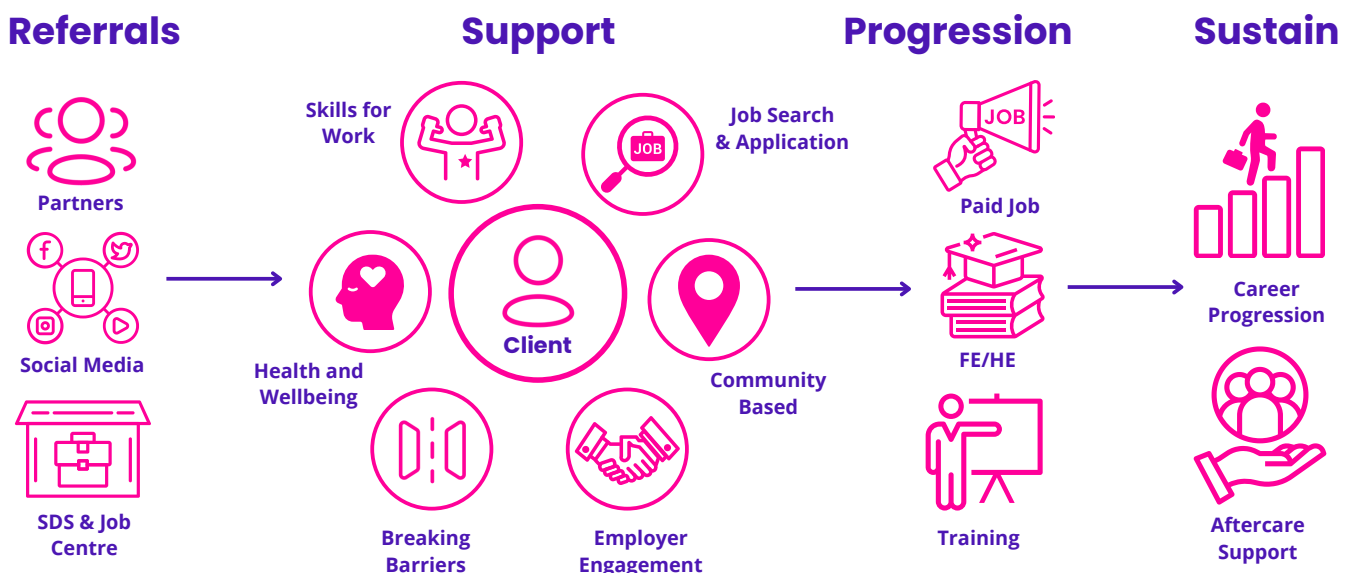 Referrals
Support
Progression
Sustain
Partners
Social Media
SDS & Job
Centre
Skills for
Work
JOB
Job Search
& Application
Health and
Wellbeing
Client
Community
Based
Breaking
Barriers
Employer
Engagement
JOB
Paid Job
FE/HE
Training
Career
Progression
Aftercare
Support